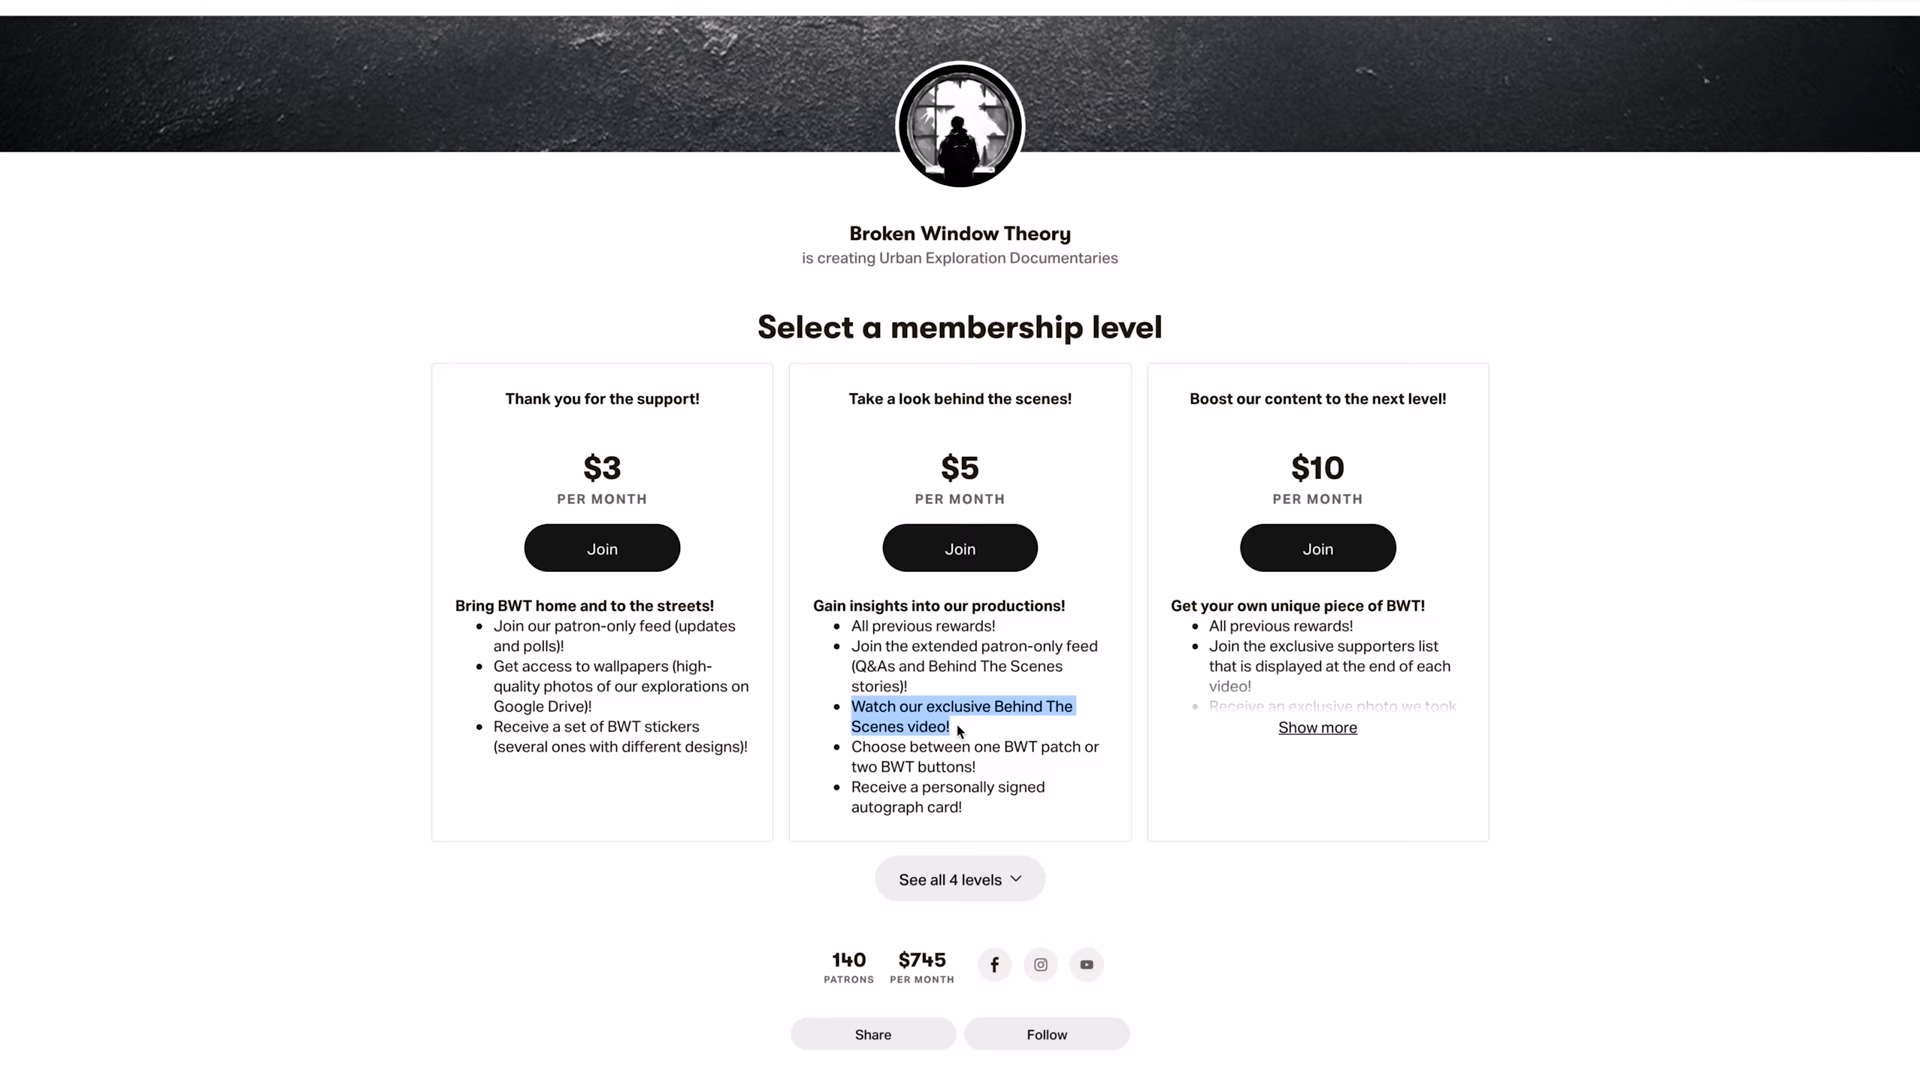 Broken Window Theory
is creating Urban Exploration Documentaries
Select a membership level
Thank you for the support!
$3
PER MONTH
Join
Bring BWT home and to the streets!
Join our patron-only feed (updates
and polls)!
Get access to wallpapers (high-
quality photos of our explorations on
Google Drive)!
Receive a set of BWT stickers
(several ones with different designs)!
Take a look behind the scenes!
$5
PER MONTH
Join
Gain insights into our productions!
All previous rewards!
Join the extended patron-only feed
(Q&As and Behind The Scenes
stories)!
Watch our exclusive Behind The
Scenes video!
Choose between one BWT patch or
two BWT buttons!
Receive a personally signed
autograph card!
Boost our content to the next level!
$10
PER MONTH
Join
Get your own unique piece of BWT!
All previous rewards!
Join the exclusive supporters list
that is displayed at the end of each
video!
Receive an exclusive photo we took
Show more
See all 4 levels
140
PATRONS
$745
PER MONTH
Share
Follow